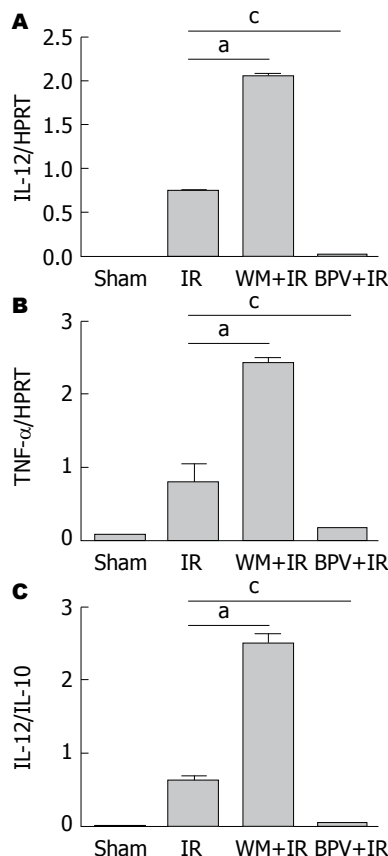 A
c
a
IL-12/HPRT
2.5
2.0
1.5
1.0
0.5
0.0
Sham IR WM+IR BPV+IR
B
c
a
TNF-α/HPRT
3
2
1
0
Sham IR WM+IR BPV+IR
C
c
a
IL-12/IL-10
3
2
1
0
Sham IR WM+IR BPV+IR